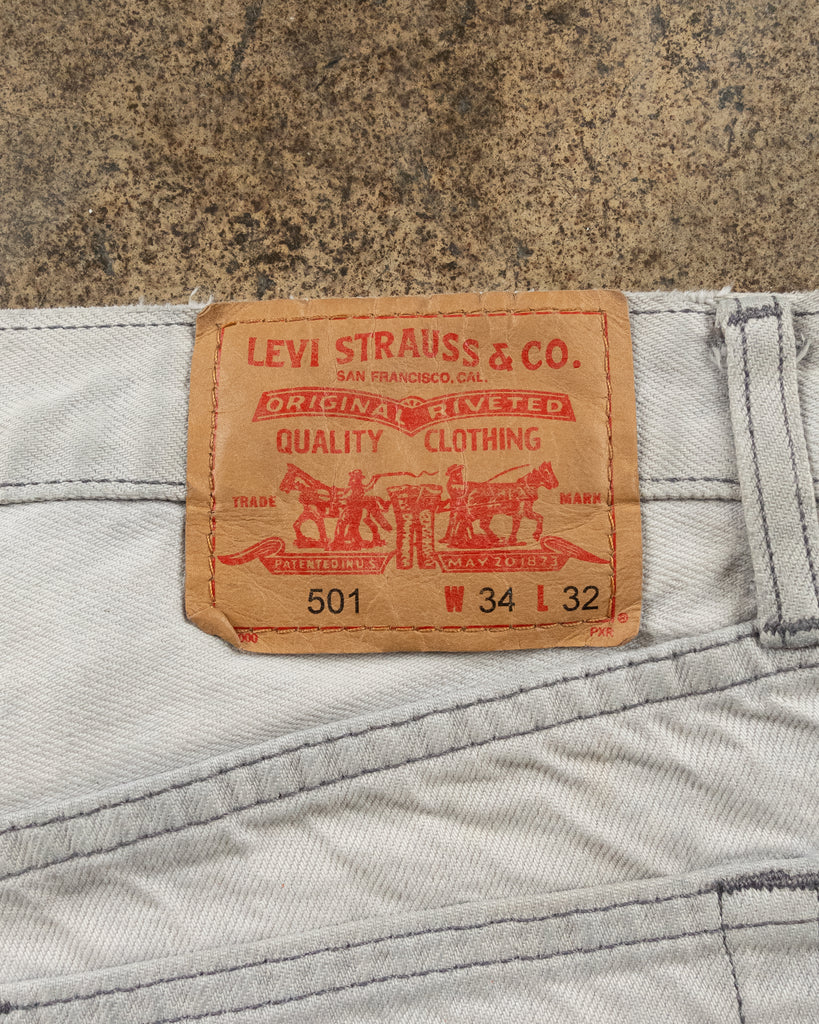 LEVI STRAUSS & CO.
SAN FRANCISCO, CAL.
ORIGINAL RIVETED
QUALITY CLOTHING
TRADE MARK
PATENTED IN U.S. MAY 20 1873
501 W 34 L 32
®
PXR